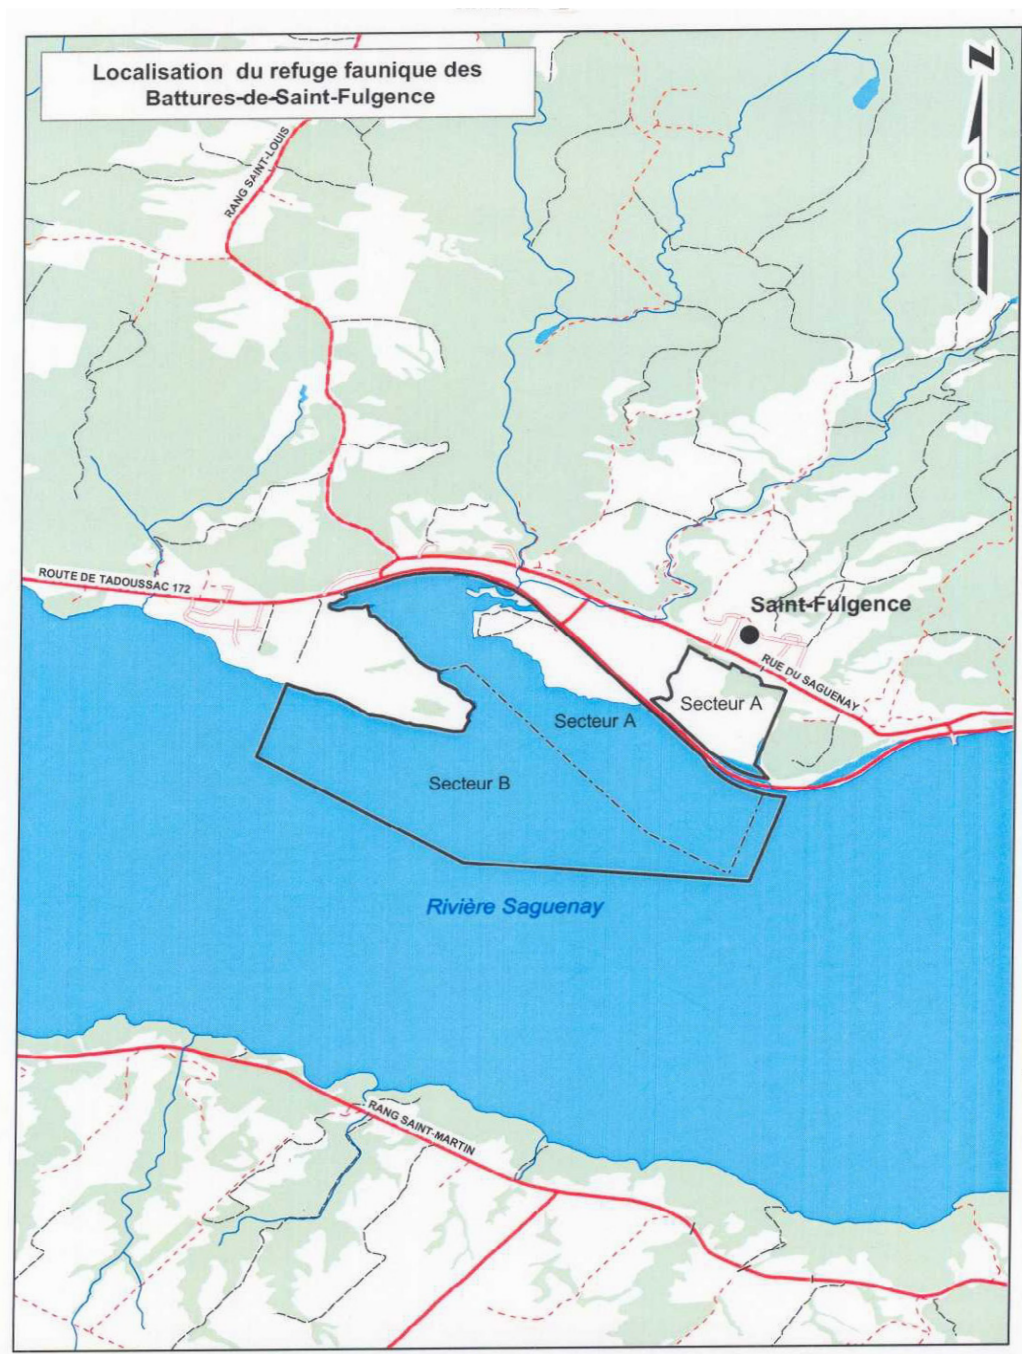 Localisation du refuge faunique des
Battures-de-Saint-Fulgence
N
RANG SAINT-LOUIS
ROUTE DE TADOUSSAC 172
Saint-Fulgence
RUE DU SAGUENAY
Secteur A
Secteur A
Secteur B
Rivière Saguenay
RANG SAINT-MARTIN